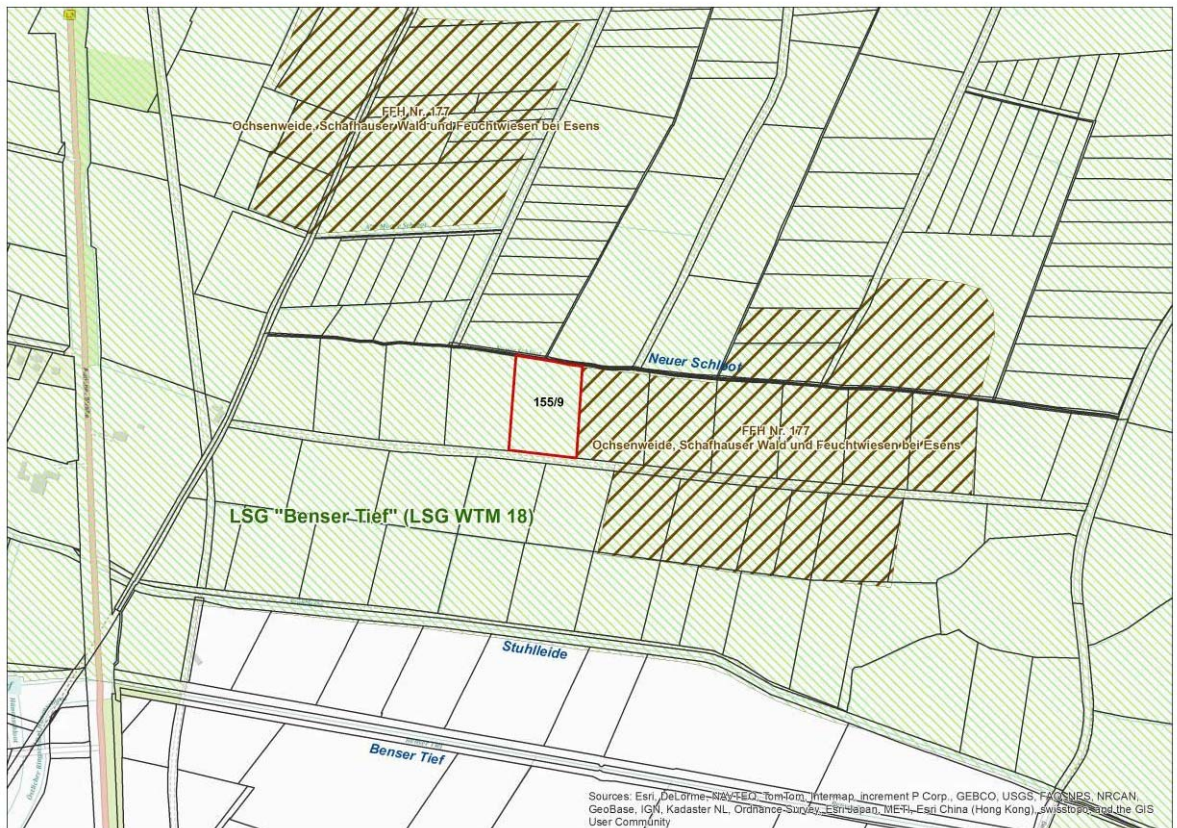 FFH Nr. 177
Ochsenweide, Schafhauser Wald und Feuchtwiesen bei Esens
Neuer Schloot
155/9
FFH Nr. 177
Ochsenweide, Schafhauser Wald und Feuchtwiesen bei Esens
LSG "Benser Tief" (LSG WTM 18)
Stuhlleide
Benser Tief
Sources: Esri, DeLorme, NAVTEQ, TomTom, Intermap, increment P Corp., GEBCO, USGS, FAO, NPS, NRCAN,
GeoBase, IGN, Kadaster NL, Ordnance Survey, Esri Japan, METI, Esri China (Hong Kong), swisstopo, and the GIS
User Community